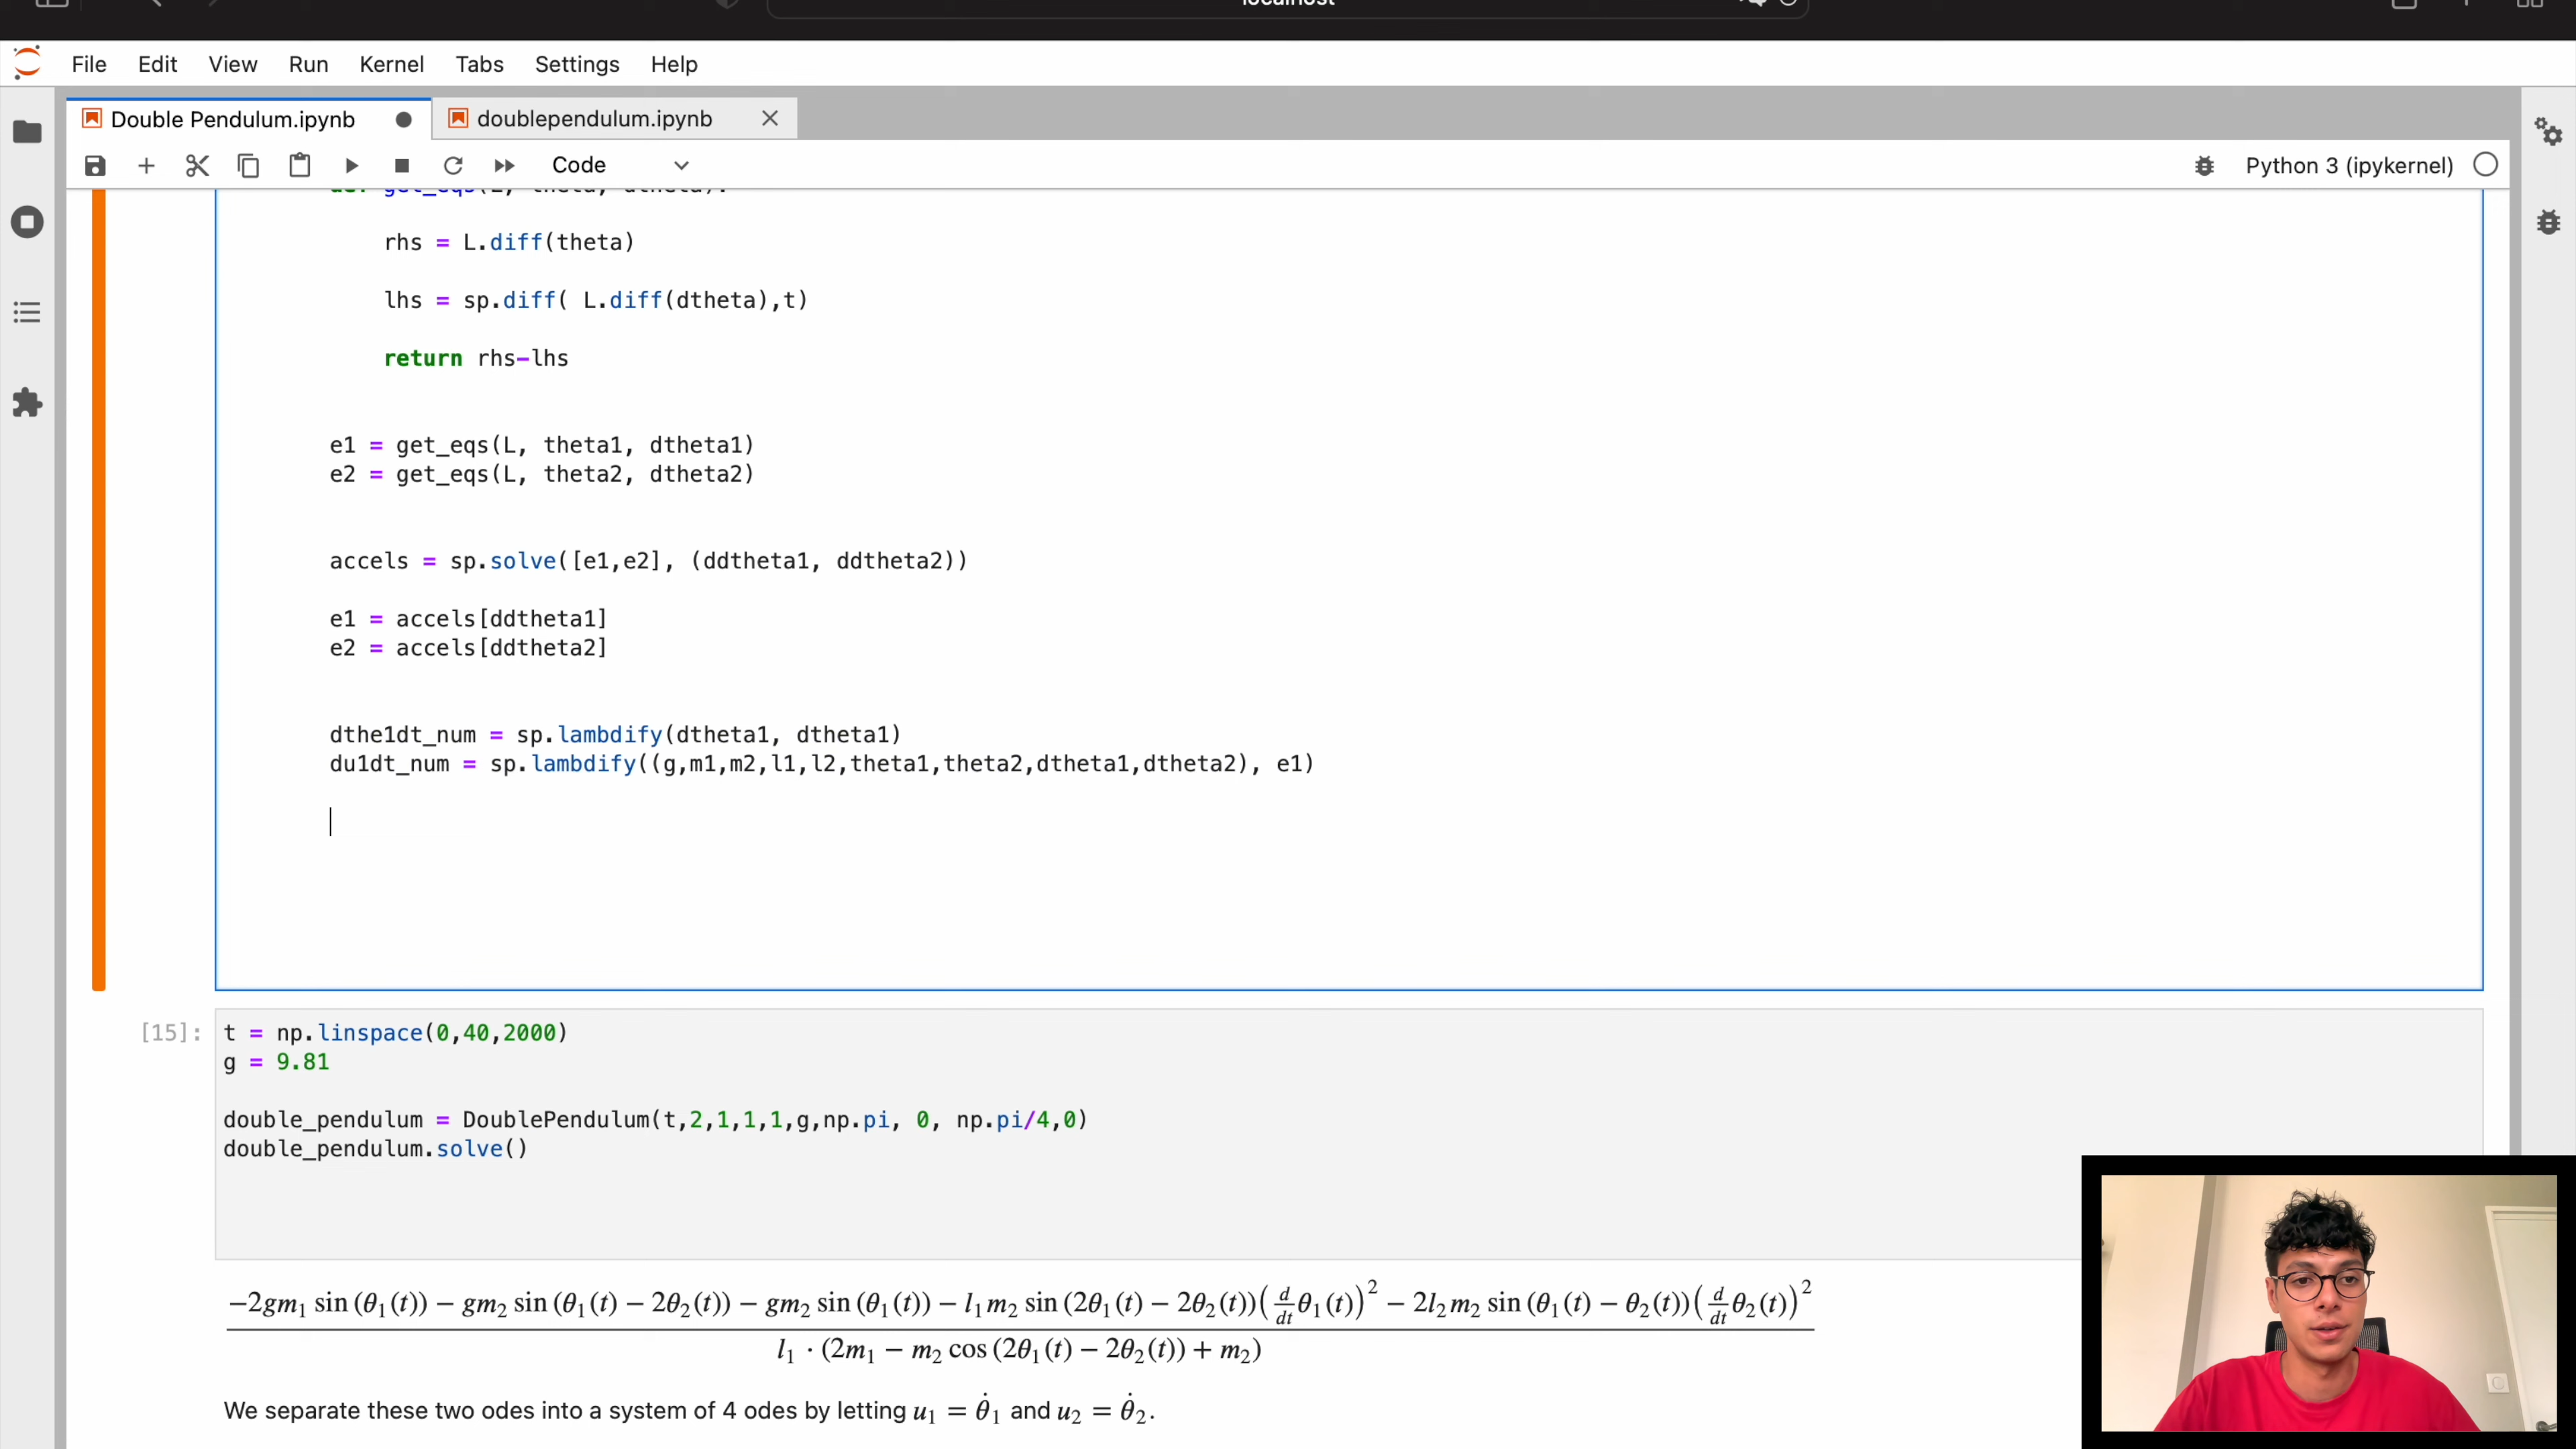 localhost
File Edit View Run Kernel Tabs Settings Help
Double Pendulum.ipynb doublependulum.ipynb
Code Python 3 (ipykernel)
def get_eqs(L, theta, dtheta):
rhs = L.diff(theta)
lhs = sp.diff( L.diff(dtheta),t)
return rhs-lhs
e1 = get_eqs(L, theta1, dtheta1)
e2 = get_eqs(L, theta2, dtheta2)
accels = sp.solve([e1,e2], (ddtheta1, ddtheta2))
e1 = accels[ddtheta1]
e2 = accels[ddtheta2]
dthe1dt_num = sp.lambdify(dtheta1, dtheta1)
du1dt_num = sp.lambdify((g,m1,m2,l1,l2,theta1,theta2,dtheta1,dtheta2), e1)
[15]: t = np.linspace(0,40,2000)
g = 9.81
double_pendulum = DoublePendulum(t,2,1,1,1,g,np.pi, 0, np.pi/4,0)
double_pendulum.solve()
−2gm₁ sin (θ₁(t)) − gm₂ sin (θ₁(t) − 2θ₂(t)) − gm₂ sin (θ₁(t)) − l₁m₂ sin (2θ₁(t) − 2θ₂(t))(d/dt θ₁(t))² − 2l₂m₂ sin (θ₁(t) − θ₂(t))(d/dt θ₂(t))²
l₁ · (2m₁ − m₂ cos (2θ₁(t) − 2θ₂(t)) + m₂)
We separate these two odes into a system of 4 odes by letting u₁ = θ̇₁ and u₂ = θ̇₂.